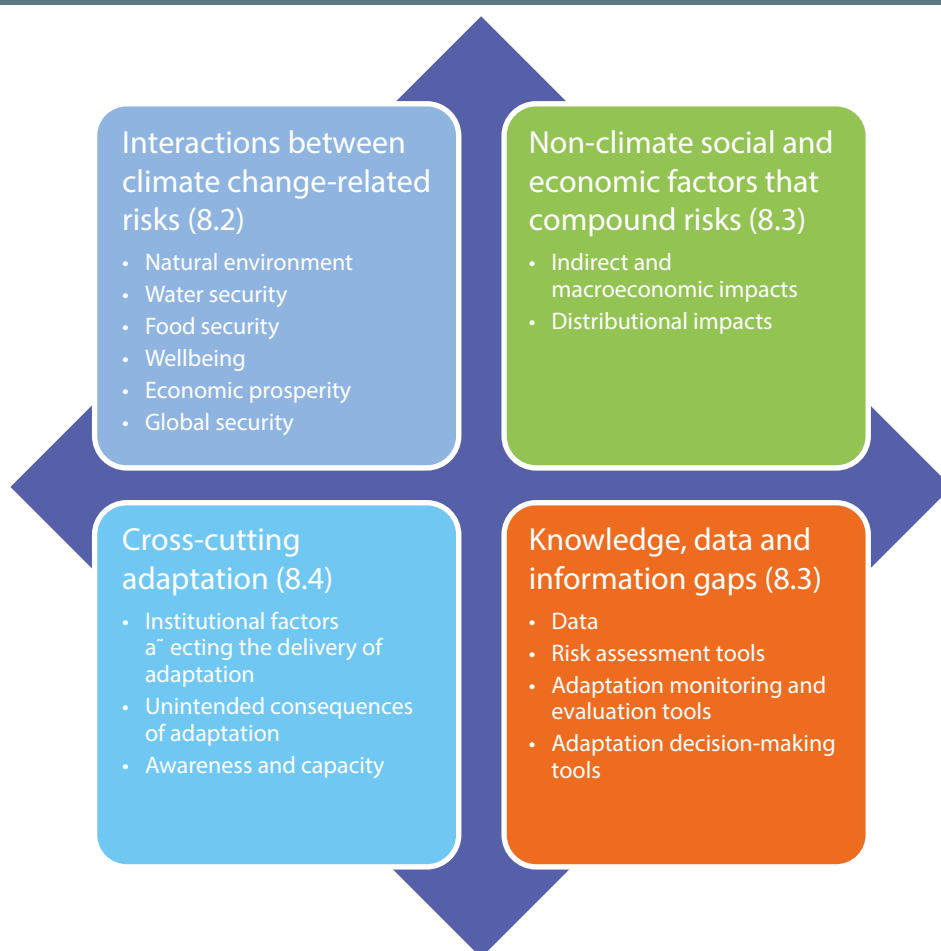 Interactions between
climate change-related
risks (8.2)
• Natural environment
• Water security
• Food security
• Wellbeing
• Economic prosperity
• Global security
Non-climate social and
economic factors that
compound risks (8.3)
• Indirect and
macroeconomic impacts
• Distributional impacts
Cross-cutting
adaptation (8.4)
• Institutional factors
a˜ ecting the delivery of
adaptation
• Unintended consequences
of adaptation
• Awareness and capacity
Knowledge, data and
information gaps (8.3)
• Data
• Risk assessment tools
• Adaptation monitoring and
evaluation tools
• Adaptation decision-making
tools